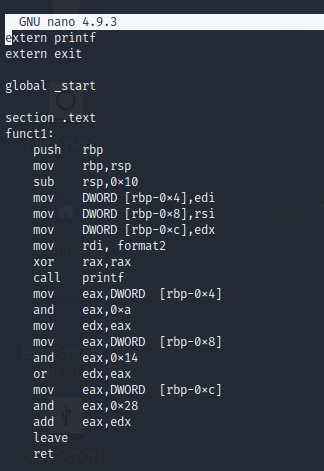 GNU nano 4.9.3
extern printf
extern exit
global _start
section .text
funct1:
push rbp
mov rbp,rsp
sub rsp,0×10
mov DWORD [rbp-0×4],edi
mov DWORD [rbp-0×8],rsi
mov DWORD [rbp-0×c],edx
mov rdi, format2
xor rax,rax
call printf
mov eax,DWORD [rbp-0×4]
and eax,0×a
mov edx,eax
mov eax,DWORD [rbp-0×8]
and eax,0×14
or edx,eax
mov eax,DWORD [rbp-0×c]
and eax,0×28
add eax,edx
leave
ret